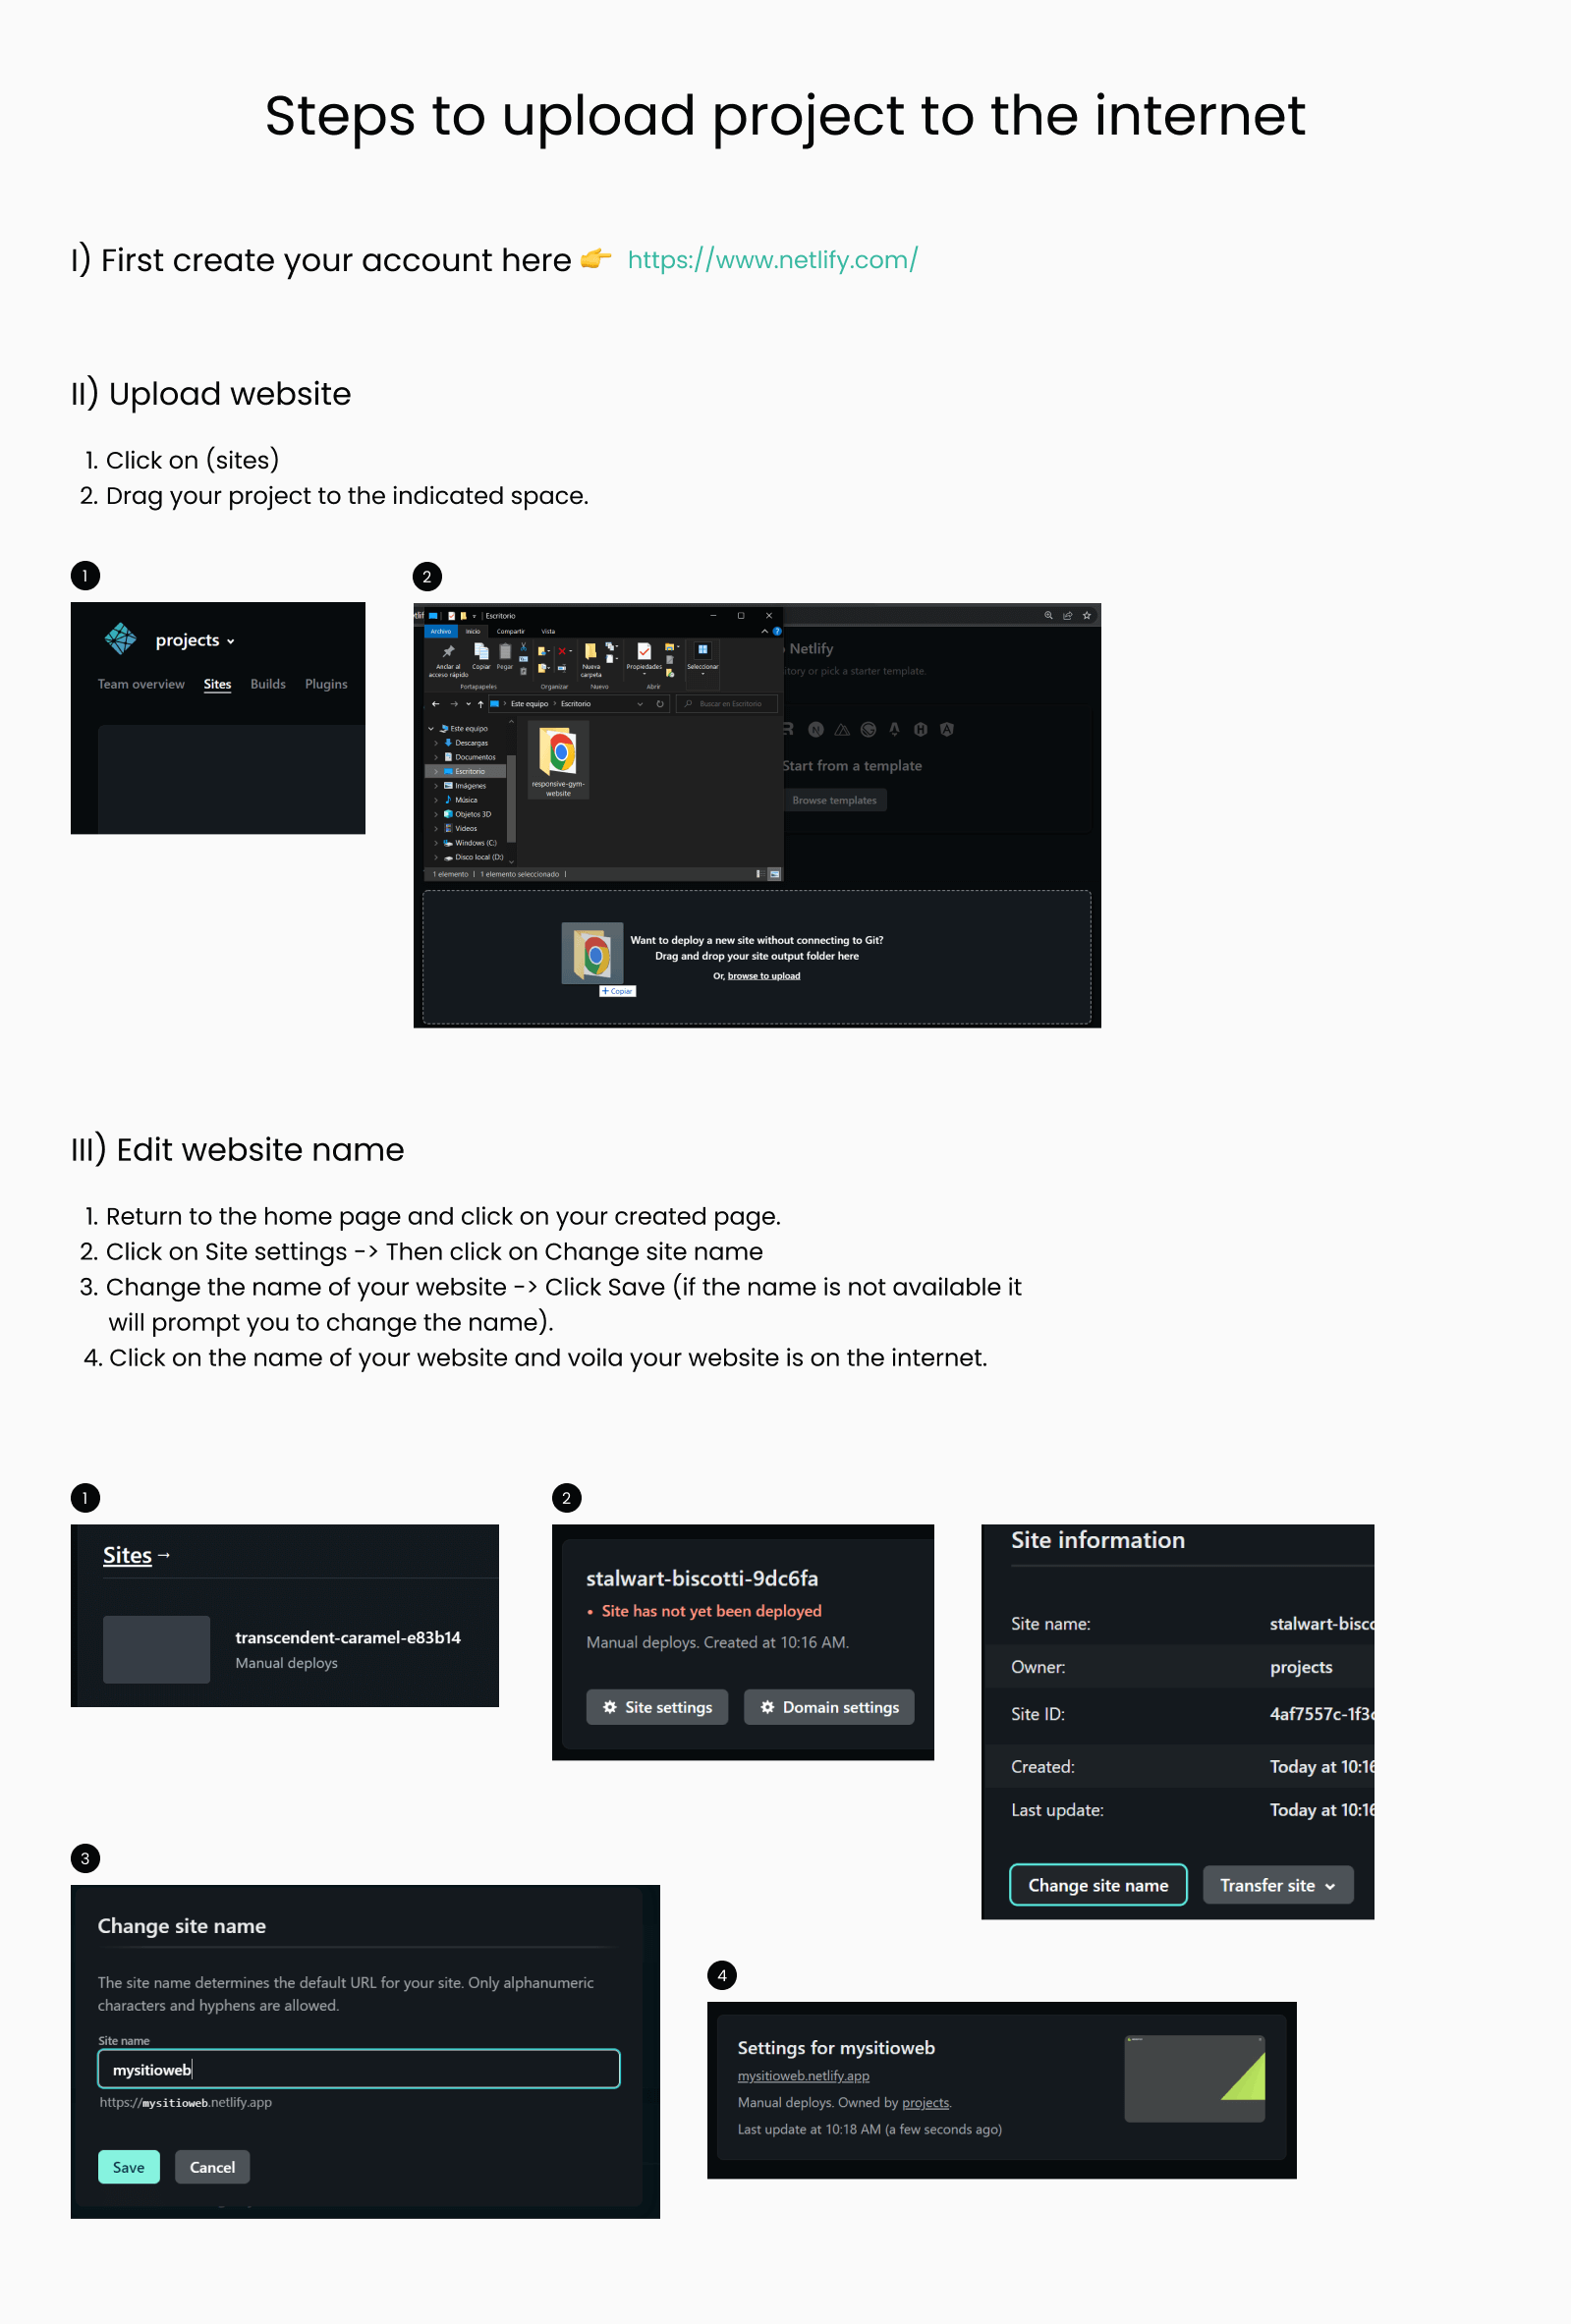 Steps to upload project to the internet
I) First create your account here 👉 https://www.netlify.com/
II) Upload website
1. Click on (sites)
2. Drag your project to the indicated space.
1
projects
Team overview Sites Builds Plugins
2
Escritorio
Archivo Inicio Compartir Vista
Anclar al acceso rápido
Copiar Pegar
Nueva carpeta
Propiedades
Seleccionar
Portapapeles Organizar Nuevo Abrir
Este equipo > Escritorio
Buscar en Escritorio
Este equipo
Descargas
Documentos
Escritorio
Imágenes
Música
Objetos 3D
Videos
Windows (C:)
Disco local (D:)
responsive-gym-
website
1 elemento | 1 elemento seleccionado |
Netlify
or pick a starter template.
Start from a template
Browse templates
Want to deploy a new site without connecting to Git?
Drag and drop your site output folder here
Or, browse to upload
+ Copiar
III) Edit website name
1. Return to the home page and click on your created page.
2. Click on Site settings -> Then click on Change site name
3. Change the name of your website -> Click Save (if the name is not available it
will prompt you to change the name).
4. Click on the name of your website and voila your website is on the internet.
1
Sites →
transcendent-caramel-e83b14
Manual deploys
2
stalwart-biscotti-9dc6fa
• Site has not yet been deployed
Manual deploys. Created at 10:16 AM.
Site settings Domain settings
Site information
Site name: stalwart-bisco
Owner: projects
Site ID: 4af7557c-1f3
Created: Today at 10:16
Last update: Today at 10:16
Change site name Transfer site
3
Change site name
The site name determines the default URL for your site. Only alphanumeric
characters and hyphens are allowed.
Site name
mysitioweb
https://mysitioweb.netlify.app
Save Cancel
4
Settings for mysitioweb
mysitioweb.netlify.app
Manual deploys. Owned by projects.
Last update at 10:18 AM (a few seconds ago)